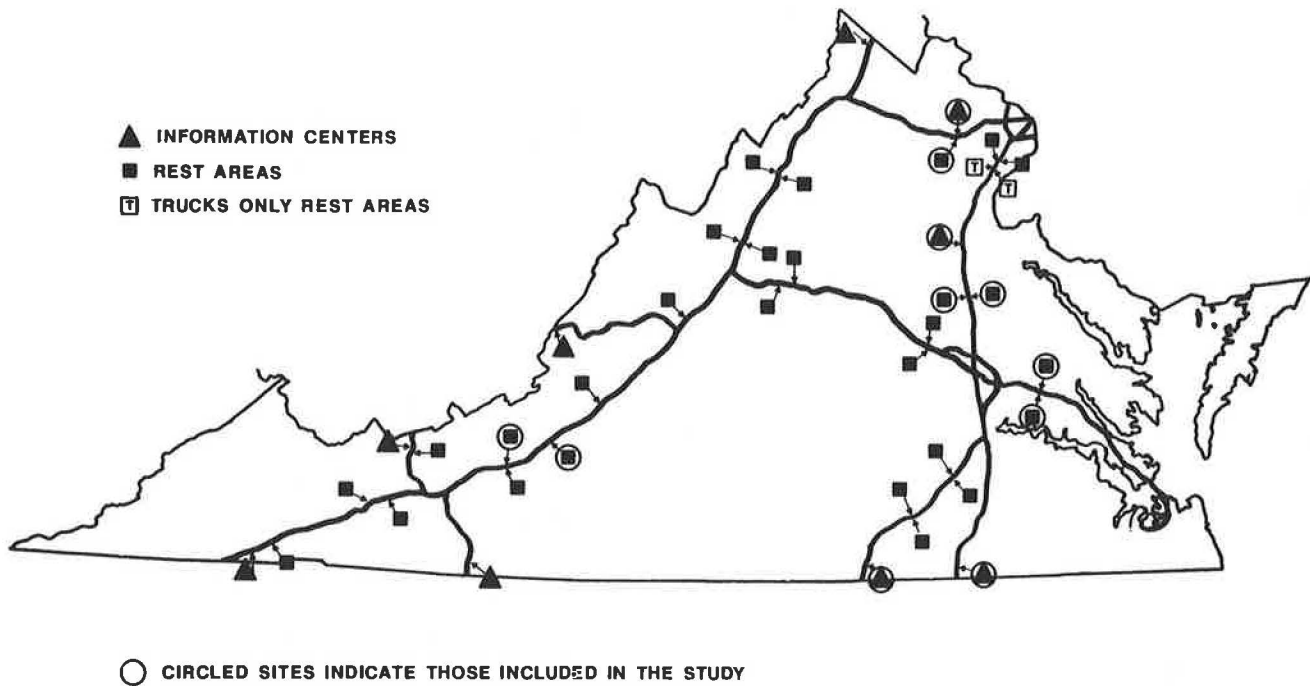 INFORMATION CENTERS
REST AREAS
T TRUCKS ONLY REST AREAS
T
T
CIRCLED SITES INDICATE THOSE INCLUDED IN THE STUDY